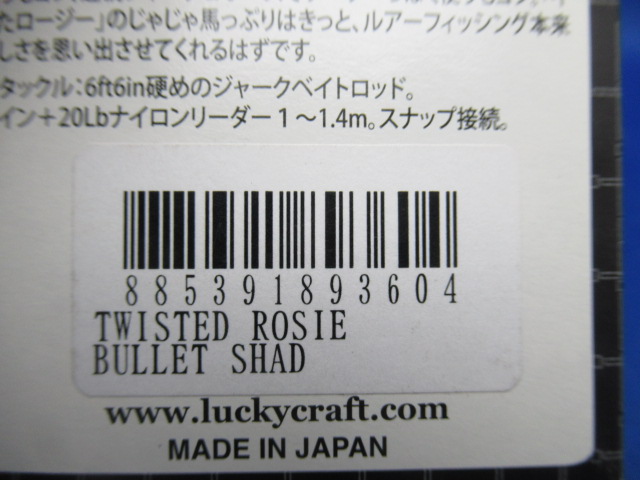 たロージー」のじゃじゃ馬っぷりはきっと、ルアーフィッシング本来
しさを思い出させてくれるはずです。
タックル：6ft6in硬めのジャークベイトロッド。
イン＋20Lbナイロンリーダー１〜1.4m。スナップ接続。
885391893604
TWISTED ROSIE
BULLET SHAD
www.luckycraft.com
MADE IN JAPAN